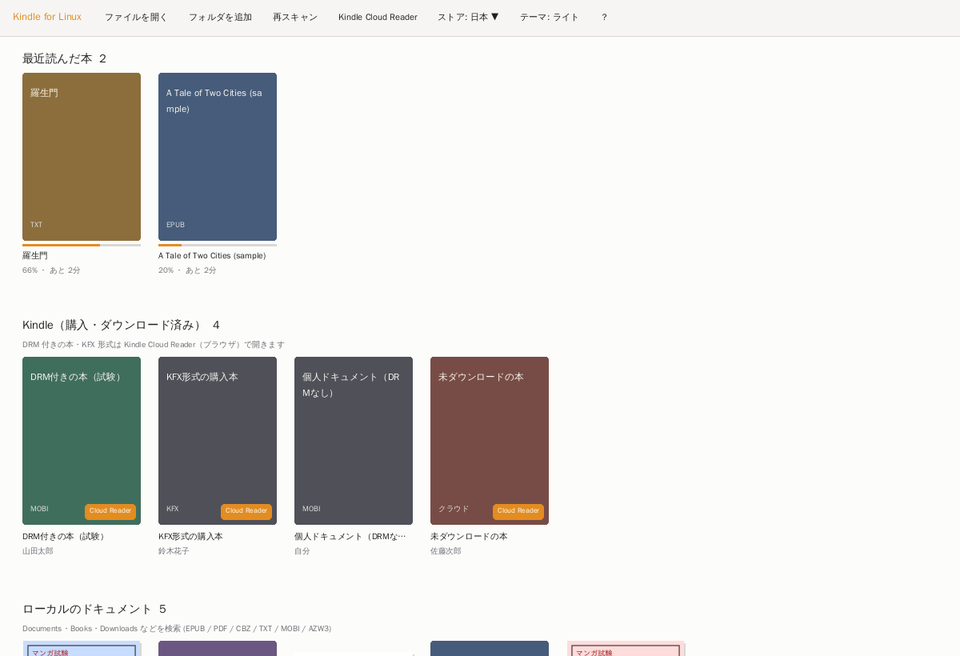 Kindle for Linux ファイルを開く フォルダを追加 再スキャン Kindle Cloud Reader ストア: 日本 ▼ テーマ: ライト ?
最近読んだ本 2
羅生門
TXT
羅生門
66% ・ あと 2分
A Tale of Two Cities (sa
mple)
EPUB
A Tale of Two Cities (sample)
20% ・ あと 2分
Kindle（購入・ダウンロード済み） 4
DRM 付きの本・KFX 形式は Kindle Cloud Reader（ブラウザ）で開きます
DRM付きの本（試験）
MOBI
Cloud Reader
DRM付きの本（試験）
山田太郎
KFX形式の購入本
KFX
Cloud Reader
KFX形式の購入本
鈴木花子
個人ドキュメント（DR
Mなし）
MOBI
個人ドキュメント（DRMな…
自分
未ダウンロードの本
クラウド
Cloud Reader
未ダウンロードの本
佐藤次郎
ローカルのドキュメント 5
Documents・Books・Downloads などを検索 (EPUB / PDF / CBZ / TXT / MOBI / AZW3)
マンガ試験
マンガ試験